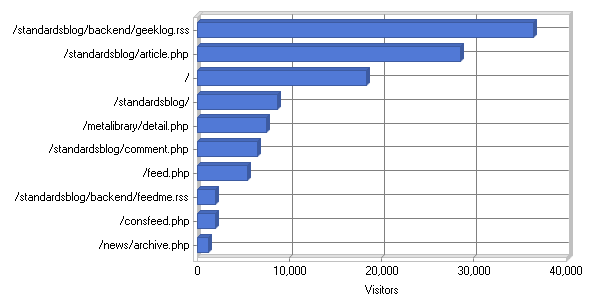 /standardsblog/backend/geeklog.rss
/standardsblog/article.php
/
/standardsblog/
/metalibrary/detail.php
/standardsblog/comment.php
/feed.php
/standardsblog/backend/feedme.rss
/consfeed.php
/news/archive.php
0 10,000 20,000 30,000 40,000
Visitors